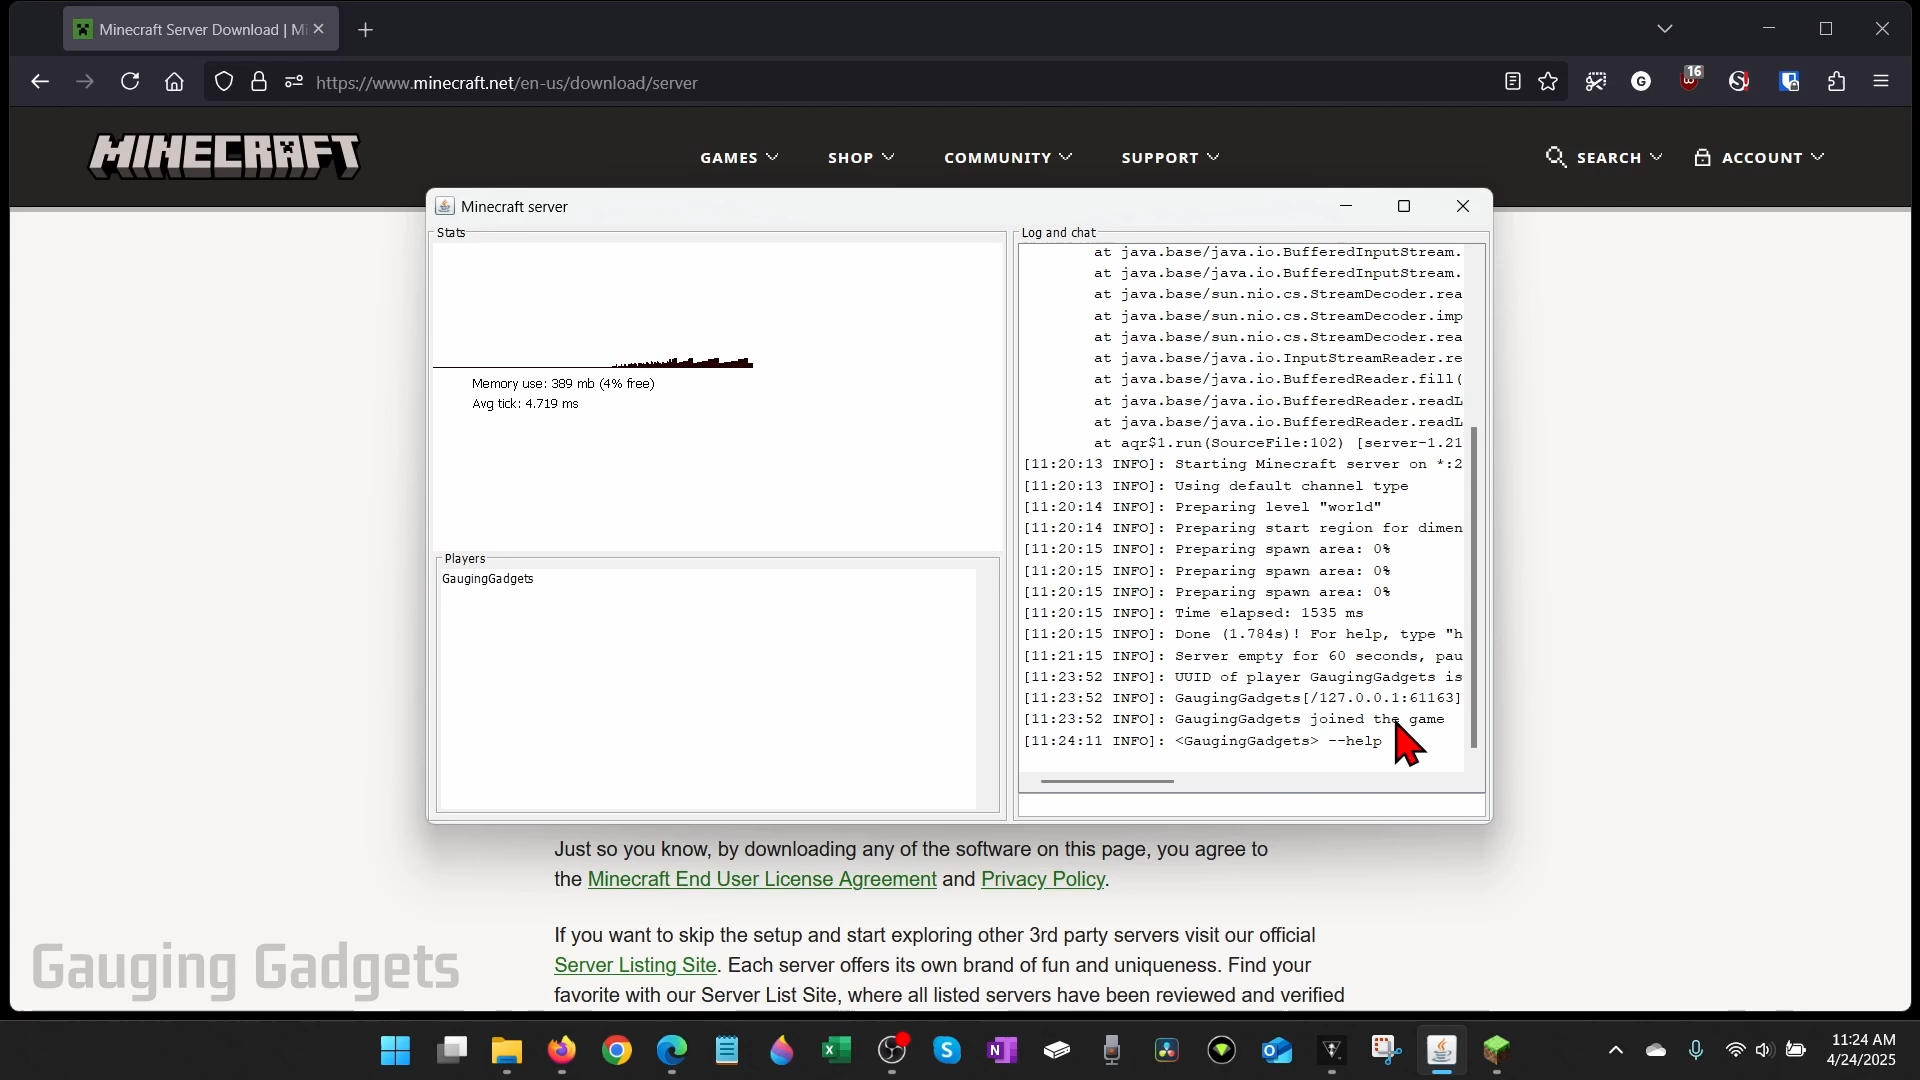 Minecraft Server Download | Mi
https://www.minecraft.net/en-us/download/server
16
MINECRAFT
GAMES
SHOP
COMMUNITY
SUPPORT
SEARCH
ACCOUNT
Minecraft server
Stats
Memory use: 389 mb (4% free)
Avg tick: 4.719 ms
Players
GaugingGadgets
Log and chat
at java.base/java.io.BufferedInputStream.
at java.base/java.io.BufferedInputStream.
at java.base/sun.nio.cs.StreamDecoder.rea
at java.base/sun.nio.cs.StreamDecoder.imp
at java.base/sun.nio.cs.StreamDecoder.rea
at java.base/java.io.InputStreamReader.re
at java.base/java.io.BufferedReader.fill(
at java.base/java.io.BufferedReader.readL
at java.base/java.io.BufferedReader.readL
at aqr$1.run(SourceFile:102) [server-1.21
[11:20:13 INFO]: Starting Minecraft server on *:2
[11:20:13 INFO]: Using default channel type
[11:20:14 INFO]: Preparing level "world"
[11:20:14 INFO]: Preparing start region for dimen
[11:20:15 INFO]: Preparing spawn area: 0%
[11:20:15 INFO]: Preparing spawn area: 0%
[11:20:15 INFO]: Preparing spawn area: 0%
[11:20:15 INFO]: Time elapsed: 1535 ms
[11:20:15 INFO]: Done (1.784s)! For help, type "h
[11:21:15 INFO]: Server empty for 60 seconds, pau
[11:23:52 INFO]: UUID of player GaugingGadgets is
[11:23:52 INFO]: GaugingGadgets[/127.0.0.1:61163]
[11:23:52 INFO]: GaugingGadgets joined the game
[11:24:11 INFO]: <GaugingGadgets> --help
Just so you know, by downloading any of the software on this page, you agree to
the Minecraft End User License Agreement and Privacy Policy.
If you want to skip the setup and start exploring other 3rd party servers visit our official
Server Listing Site. Each server offers its own brand of fun and uniqueness. Find your
favorite with our Server List Site, where all listed servers have been reviewed and verified
Gauging Gadgets
11:24 AM
4/24/2025